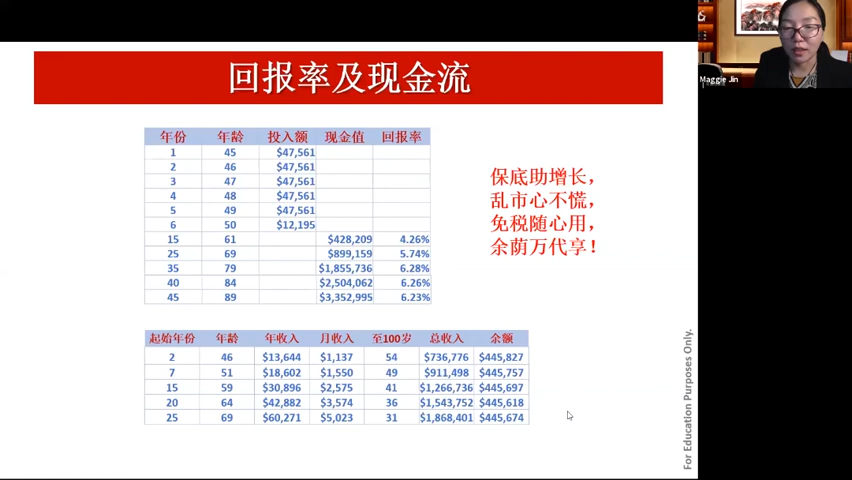 回报率及现金流
年份 年龄 投入额 现金值 回报率
1 45 $47,561
2 46 $47,561
3 47 $47,561
4 48 $47,561
5 49 $47,561
6 50 $12,195
15 61 $428,209 4.26%
25 69 $899,159 5.74%
35 79 $1,855,736 6.28%
40 84 $2,504,062 6.26%
45 89 $3,352,995 6.23%
保底助增长,
乱市心不慌,
免税随心用,
余荫万代享!
起始年份 年龄 年收入 月收入 至100岁 总收入 余额
2 46 $13,644 $1,137 54 $736,776 $445,827
7 51 $18,602 $1,550 49 $911,498 $445,757
15 59 $30,896 $2,575 41 $1,266,736 $445,697
20 64 $42,882 $3,574 36 $1,543,752 $445,618
25 69 $60,271 $5,023 31 $1,868,401 $445,674
For Education Purposes Only.
Maggie Jin